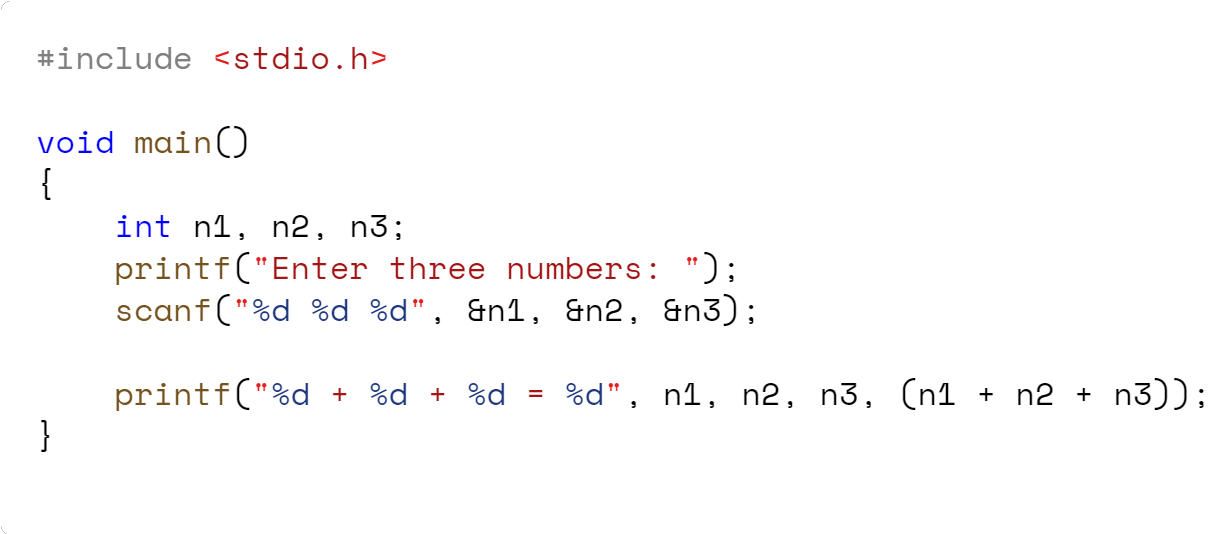 #include <stdio.h>
void main()
{
    int n1, n2, n3;
    printf("Enter three numbers: ");
    scanf("%d %d %d", &n1, &n2, &n3);
    printf("%d + %d + %d = %d", n1, n2, n3, (n1 + n2 + n3));
}